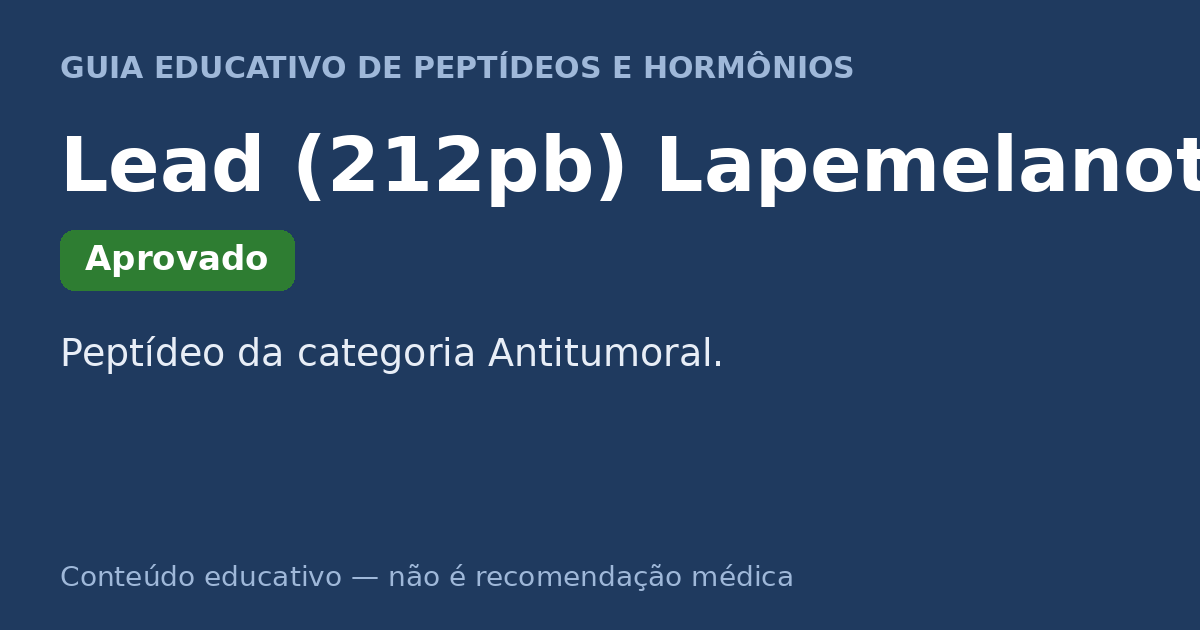 GUIA EDUCATIVO DE PEPTÍDEOS E HORMÔNIOS
Lead (212pb) Lapemelanot
Aprovado
Peptídeo da categoria Antitumoral.
Conteúdo educativo — não é recomendação médica